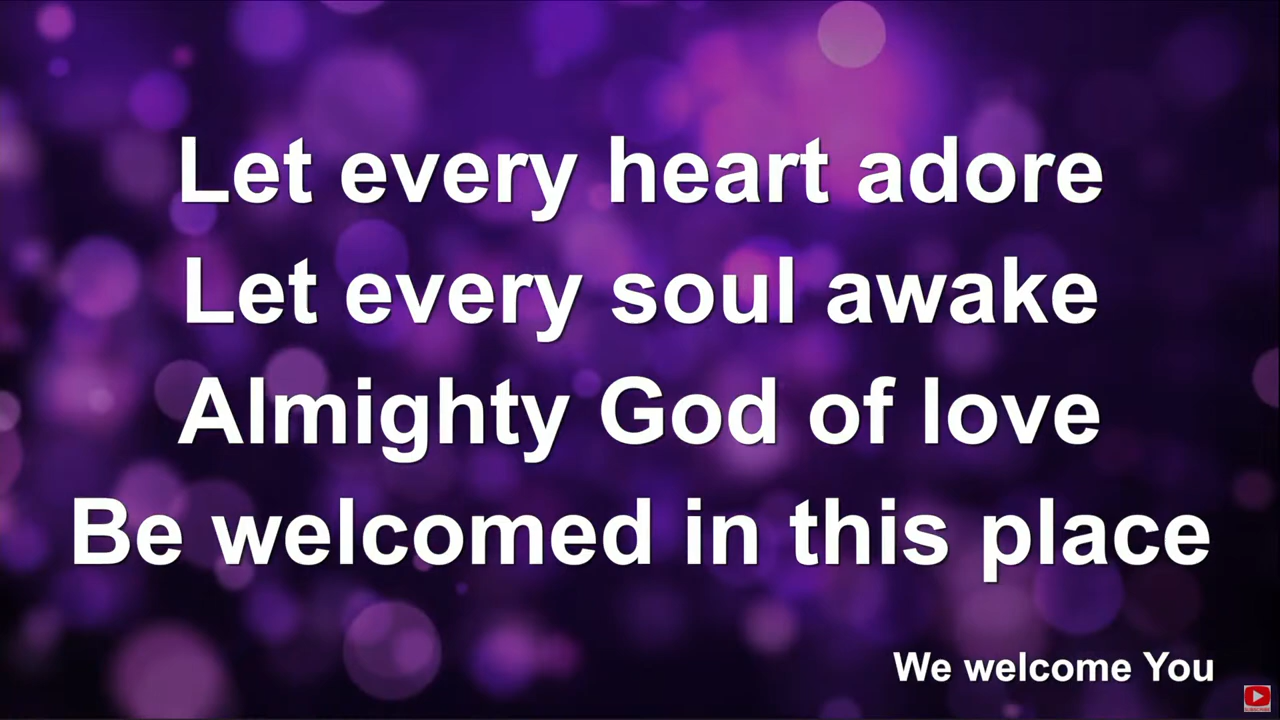 Let every heart adore
Let every soul awake
Almighty God of love
Be welcomed in this place
We welcome You